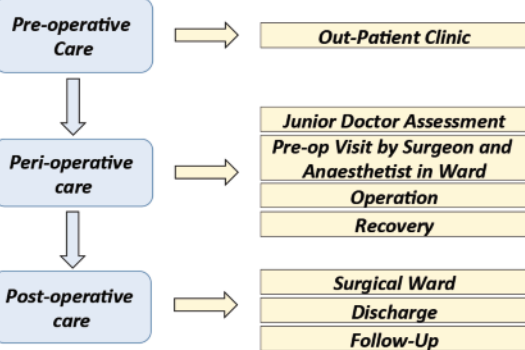 Pre-operative
Care
Out-Patient Clinic
Peri-operative
care
Junior Doctor Assessment
Pre-op Visit by Surgeon and
Anaesthetist in Ward
Operation
Recovery
Post-operative
care
Surgical Ward
Discharge
Follow-Up